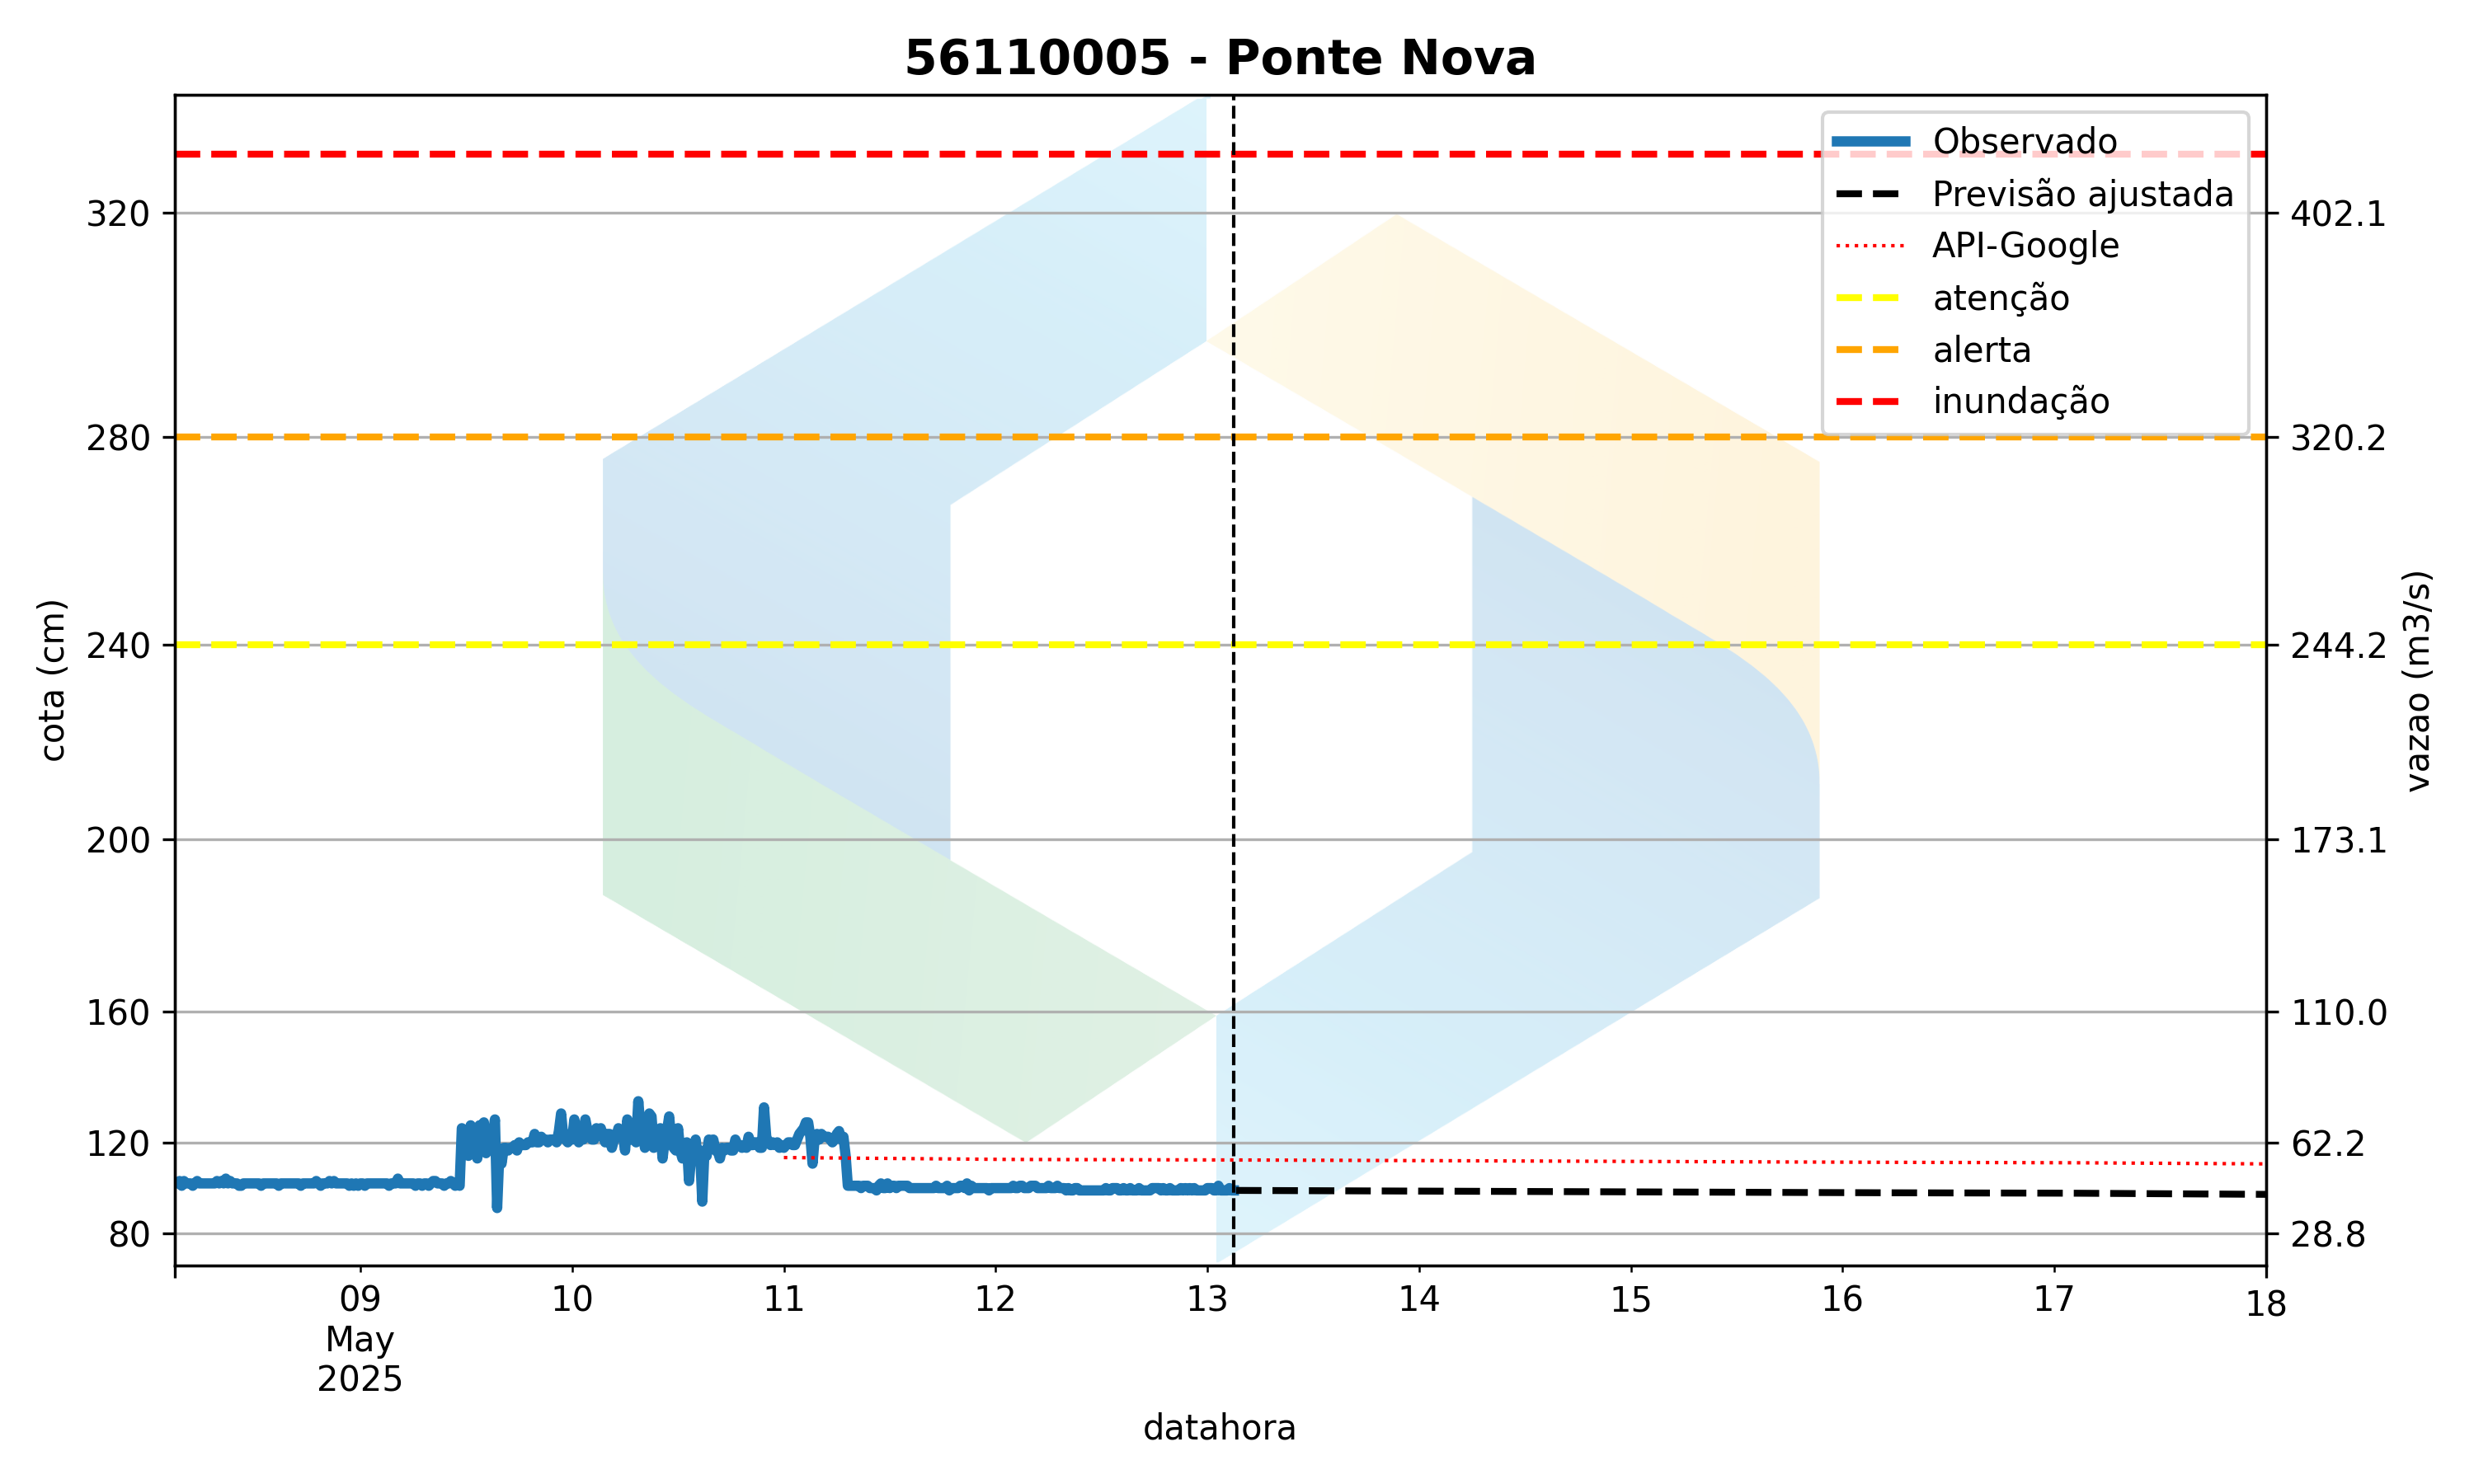 56110005 - Ponte Nova
Observado
Previsão ajustada
API-Google
atenção
alerta
inundação
320
280
240
200
160
120
80
cota (cm)
402.1
320.2
244.2
173.1
110.0
62.2
28.8
vazao (m3/s)
09
May
2025
10
11
12
13
14
15
16
17
18
datahora